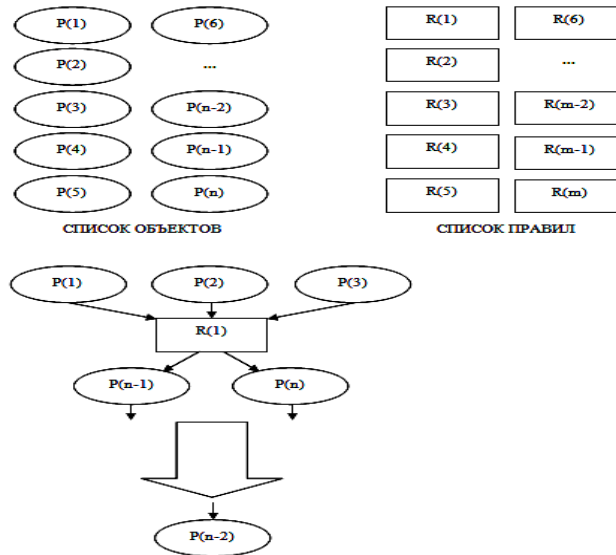 P(1) P(6) R(1) R(6)
P(2) ... R(2) ...
P(3) P(n-2) R(3) R(m-2)
P(4) P(n-1) R(4) R(m-1)
P(5) P(n) R(5) R(m)
СПИСОК ОБЪЕКТОВ СПИСОК ПРАВИЛ
P(1) P(2) P(3)
R(1)
P(n-1) P(n)
P(n-2)